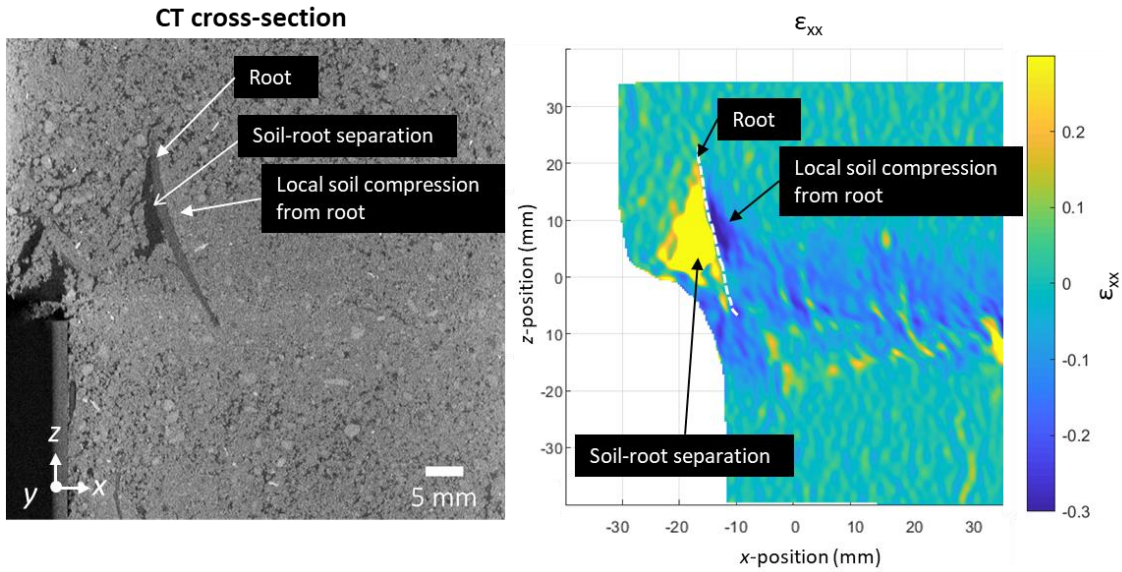 CT cross-section
Root
Soil-root separation
Local soil compression
from root
z
y
x
5 mm
εxx
Root
Local soil compression
from root
Soil-root separation
30
20
10
0
-10
-20
-30
z-position (mm)
-30
-20
-10
0
10
20
30
x-position (mm)
0.2
0.1
0
-0.1
-0.2
-0.3
εxx